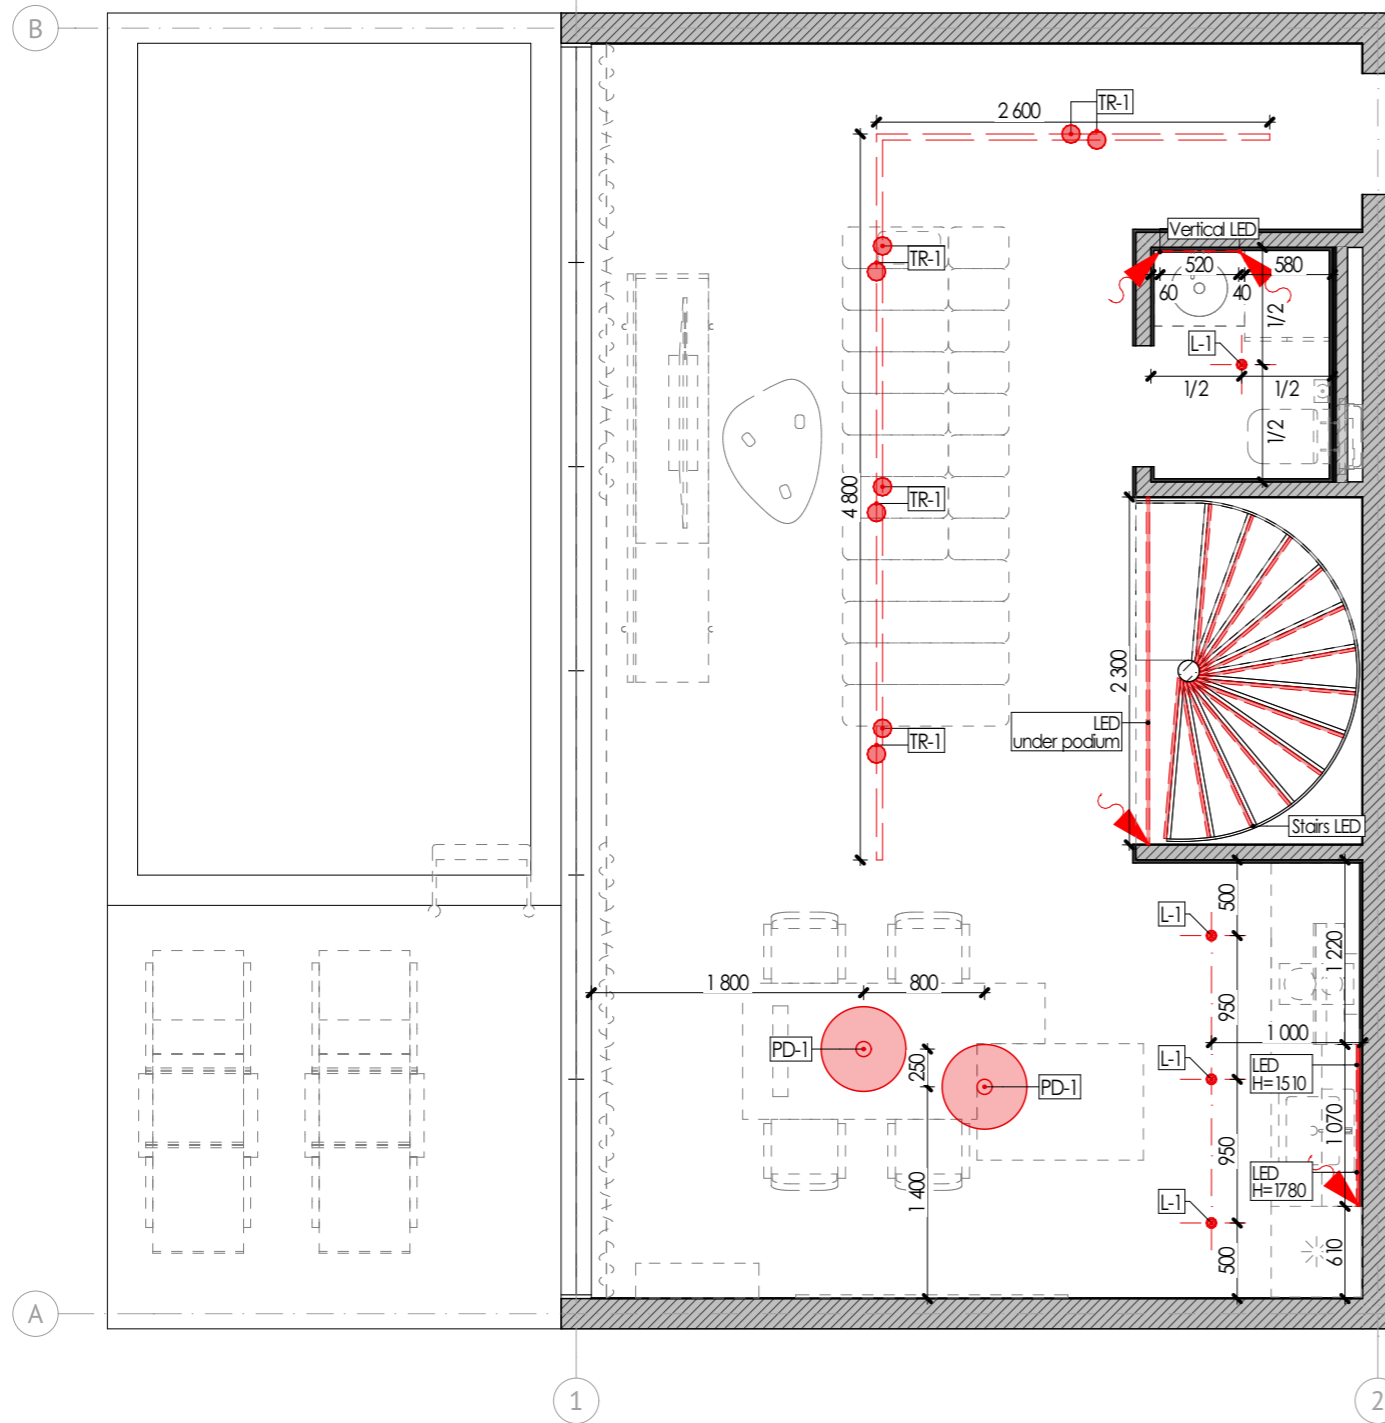 B
2 600
TR-1
Vertical LED
520
580
60
40
1/2
TR-1
L-1
1/2
1/2
1/2
4 800
TR-1
2 300
LED
under podium
TR-1
Stairs LED
500
L-1
1 220
1 800
800
950
1 000
PD-1
250
LED
H=1510
L-1
PD-1
1 070
950
1 400
LED
H=1780
L-1
500
610
A
1
2